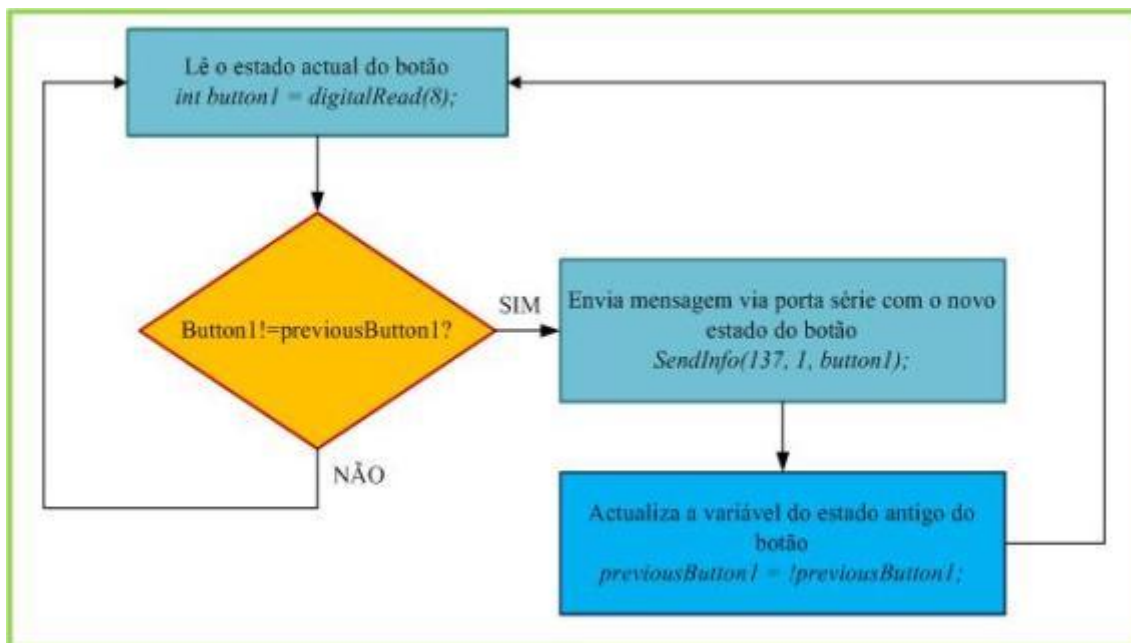 Lê o estado actual do botão
int button1 = digitalRead(8);
Button1!=previousButton1?
SIM
Envia mensagem via porta série com o novo
estado do botão
SendInfo(137, 1, button1);
NÃO
Actualiza a variável do estado antigo do
botão
previousButton1 = !previousButton1;